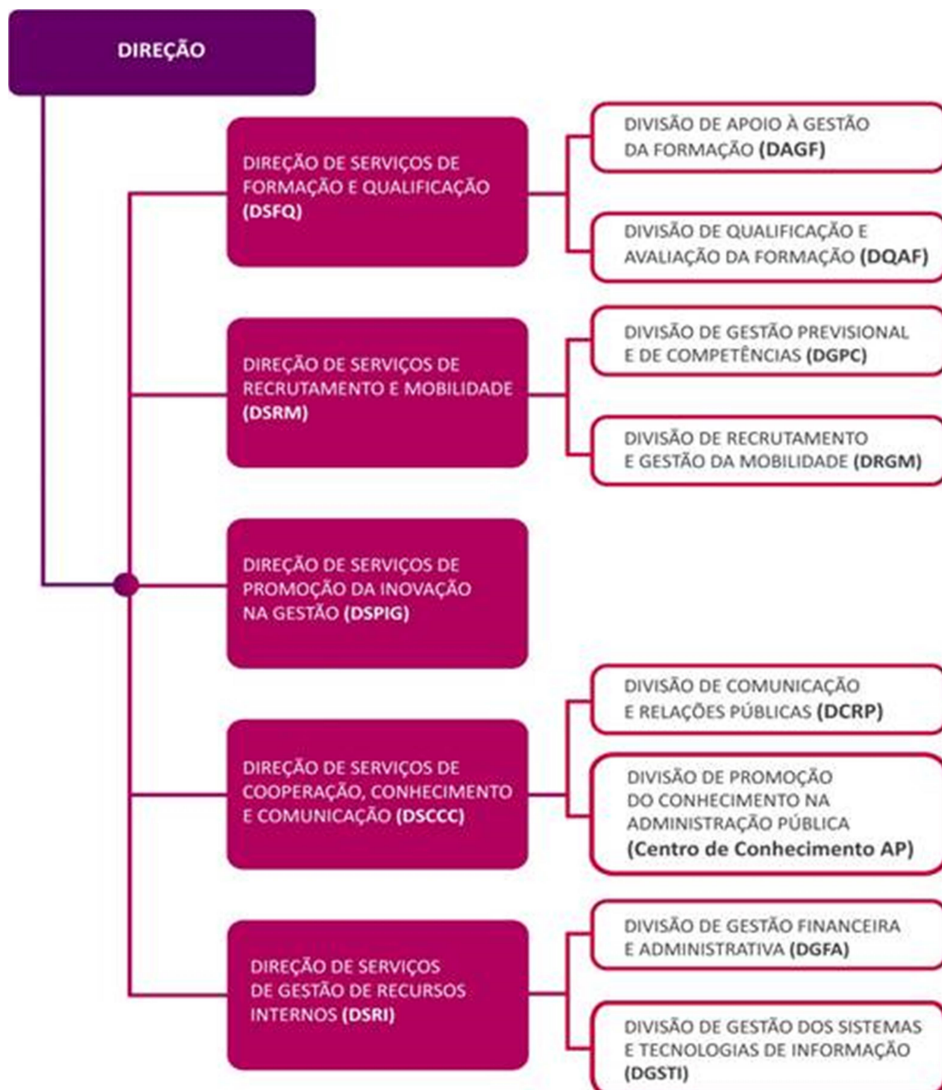 DIREÇÃO
DIREÇÃO DE SERVIÇOS DE
FORMAÇÃO E QUALIFICAÇÃO
(DSFQ)
DIVISÃO DE APOIO À GESTÃO
DA FORMAÇÃO (DAGF)
DIVISÃO DE QUALIFICAÇÃO E
AVALIAÇÃO DA FORMAÇÃO (DQAF)
DIREÇÃO DE SERVIÇOS DE
RECRUTAMENTO E MOBILIDADE
(DSRM)
DIVISÃO DE GESTÃO PREVISIONAL
E DE COMPETÊNCIAS (DGPC)
DIVISÃO DE RECRUTAMENTO
E GESTÃO DA MOBILIDADE (DRGM)
DIREÇÃO DE SERVIÇOS DE
PROMOÇÃO DA INOVAÇÃO
NA GESTÃO (DSPIG)
DIREÇÃO DE SERVIÇOS DE
COOPERAÇÃO, CONHECIMENTO
E COMUNICAÇÃO (DSCCC)
DIVISÃO DE COMUNICAÇÃO
E RELAÇÕES PÚBLICAS (DCRP)
DIVISÃO DE PROMOÇÃO
DO CONHECIMENTO NA
ADMINISTRAÇÃO PÚBLICA
(Centro de Conhecimento AP)
DIREÇÃO DE SERVIÇOS
DE GESTÃO DE RECURSOS
INTERNOS (DSRI)
DIVISÃO DE GESTÃO FINANCEIRA
E ADMINISTRATIVA (DGFA)
DIVISÃO DE GESTÃO DOS SISTEMAS
E TECNOLOGIAS DE INFORMAÇÃO
(DGSTI)